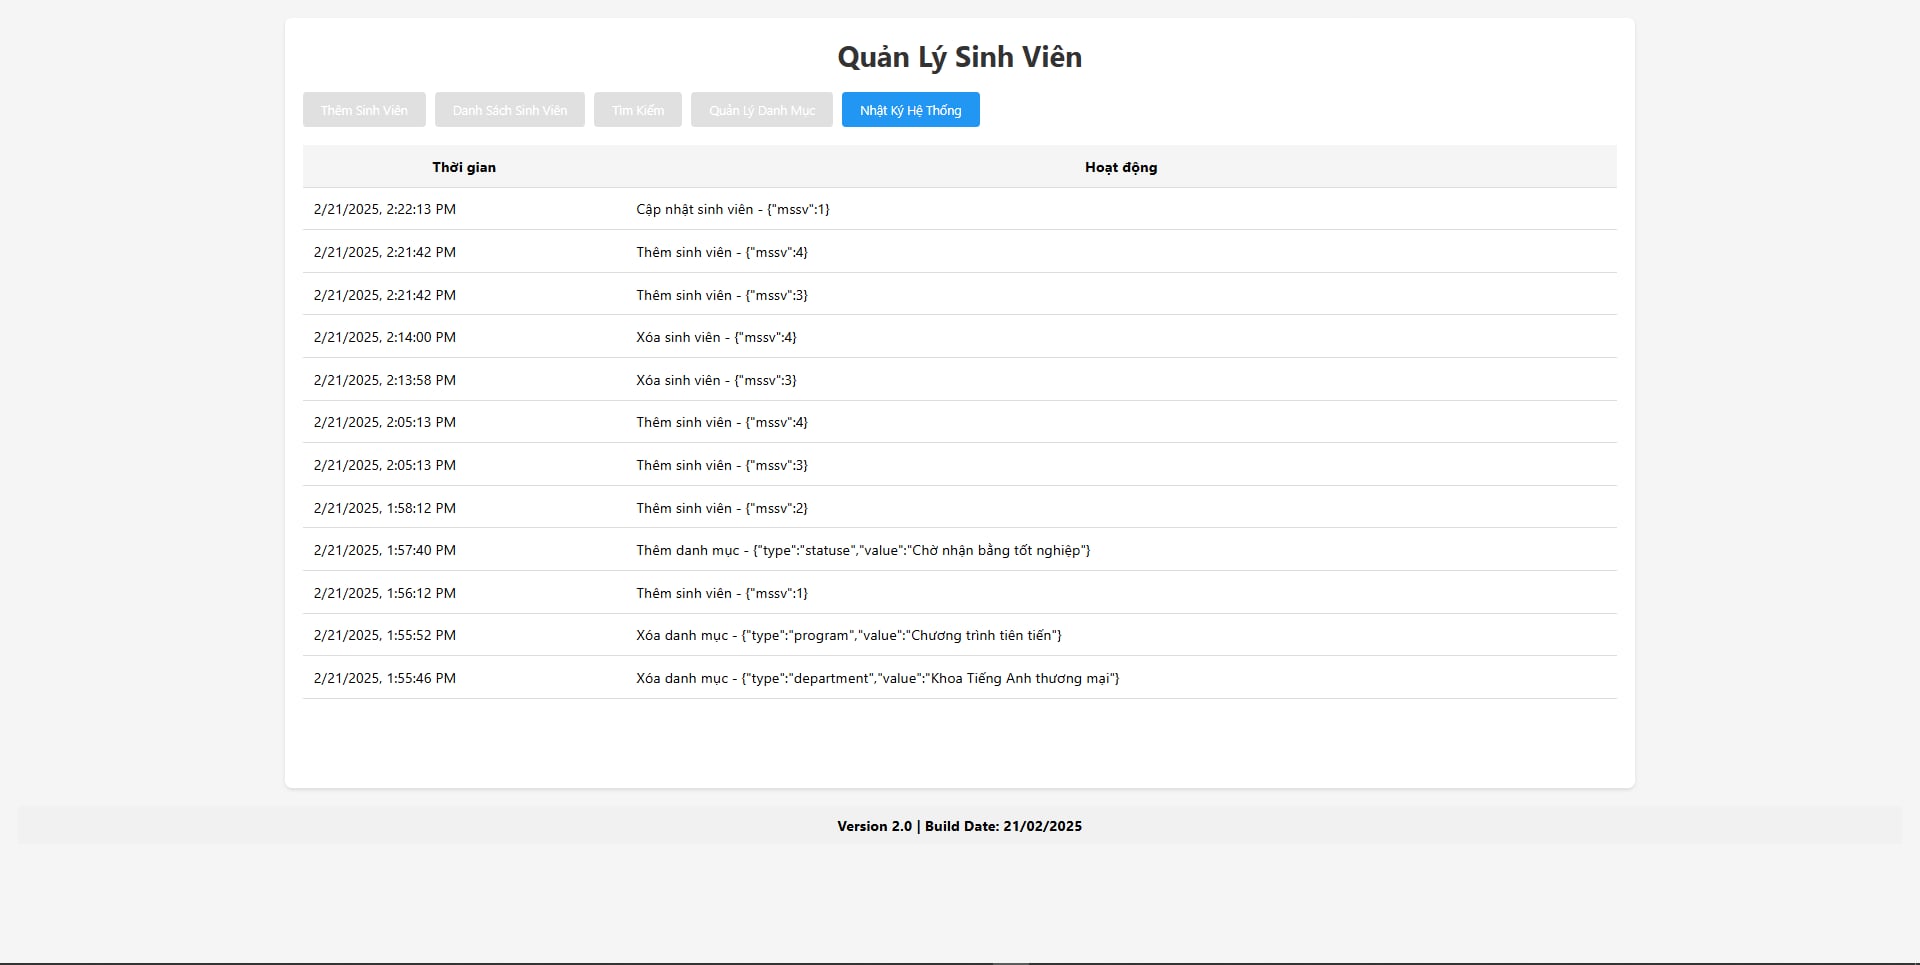 Quản Lý Sinh Viên
Thêm Sinh Viên Danh Sách Sinh Viên Tìm Kiếm Quản Lý Danh Mục Nhật Ký Hệ Thống
Thời gian Hoạt động
2/21/2025, 2:22:13 PM Cập nhật sinh viên - {"mssv":1}
2/21/2025, 2:21:42 PM Thêm sinh viên - {"mssv":4}
2/21/2025, 2:21:42 PM Thêm sinh viên - {"mssv":3}
2/21/2025, 2:14:00 PM Xóa sinh viên - {"mssv":4}
2/21/2025, 2:13:58 PM Xóa sinh viên - {"mssv":3}
2/21/2025, 2:05:13 PM Thêm sinh viên - {"mssv":4}
2/21/2025, 2:05:13 PM Thêm sinh viên - {"mssv":3}
2/21/2025, 1:58:12 PM Thêm sinh viên - {"mssv":2}
2/21/2025, 1:57:40 PM Thêm danh mục - {"type":"statuse","value":"Chờ nhận bằng tốt nghiệp"}
2/21/2025, 1:56:12 PM Thêm sinh viên - {"mssv":1}
2/21/2025, 1:55:52 PM Xóa danh mục - {"type":"program","value":"Chương trình tiên tiến"}
2/21/2025, 1:55:46 PM Xóa danh mục - {"type":"department","value":"Khoa Tiếng Anh thương mại"}
Version 2.0 | Build Date: 21/02/2025